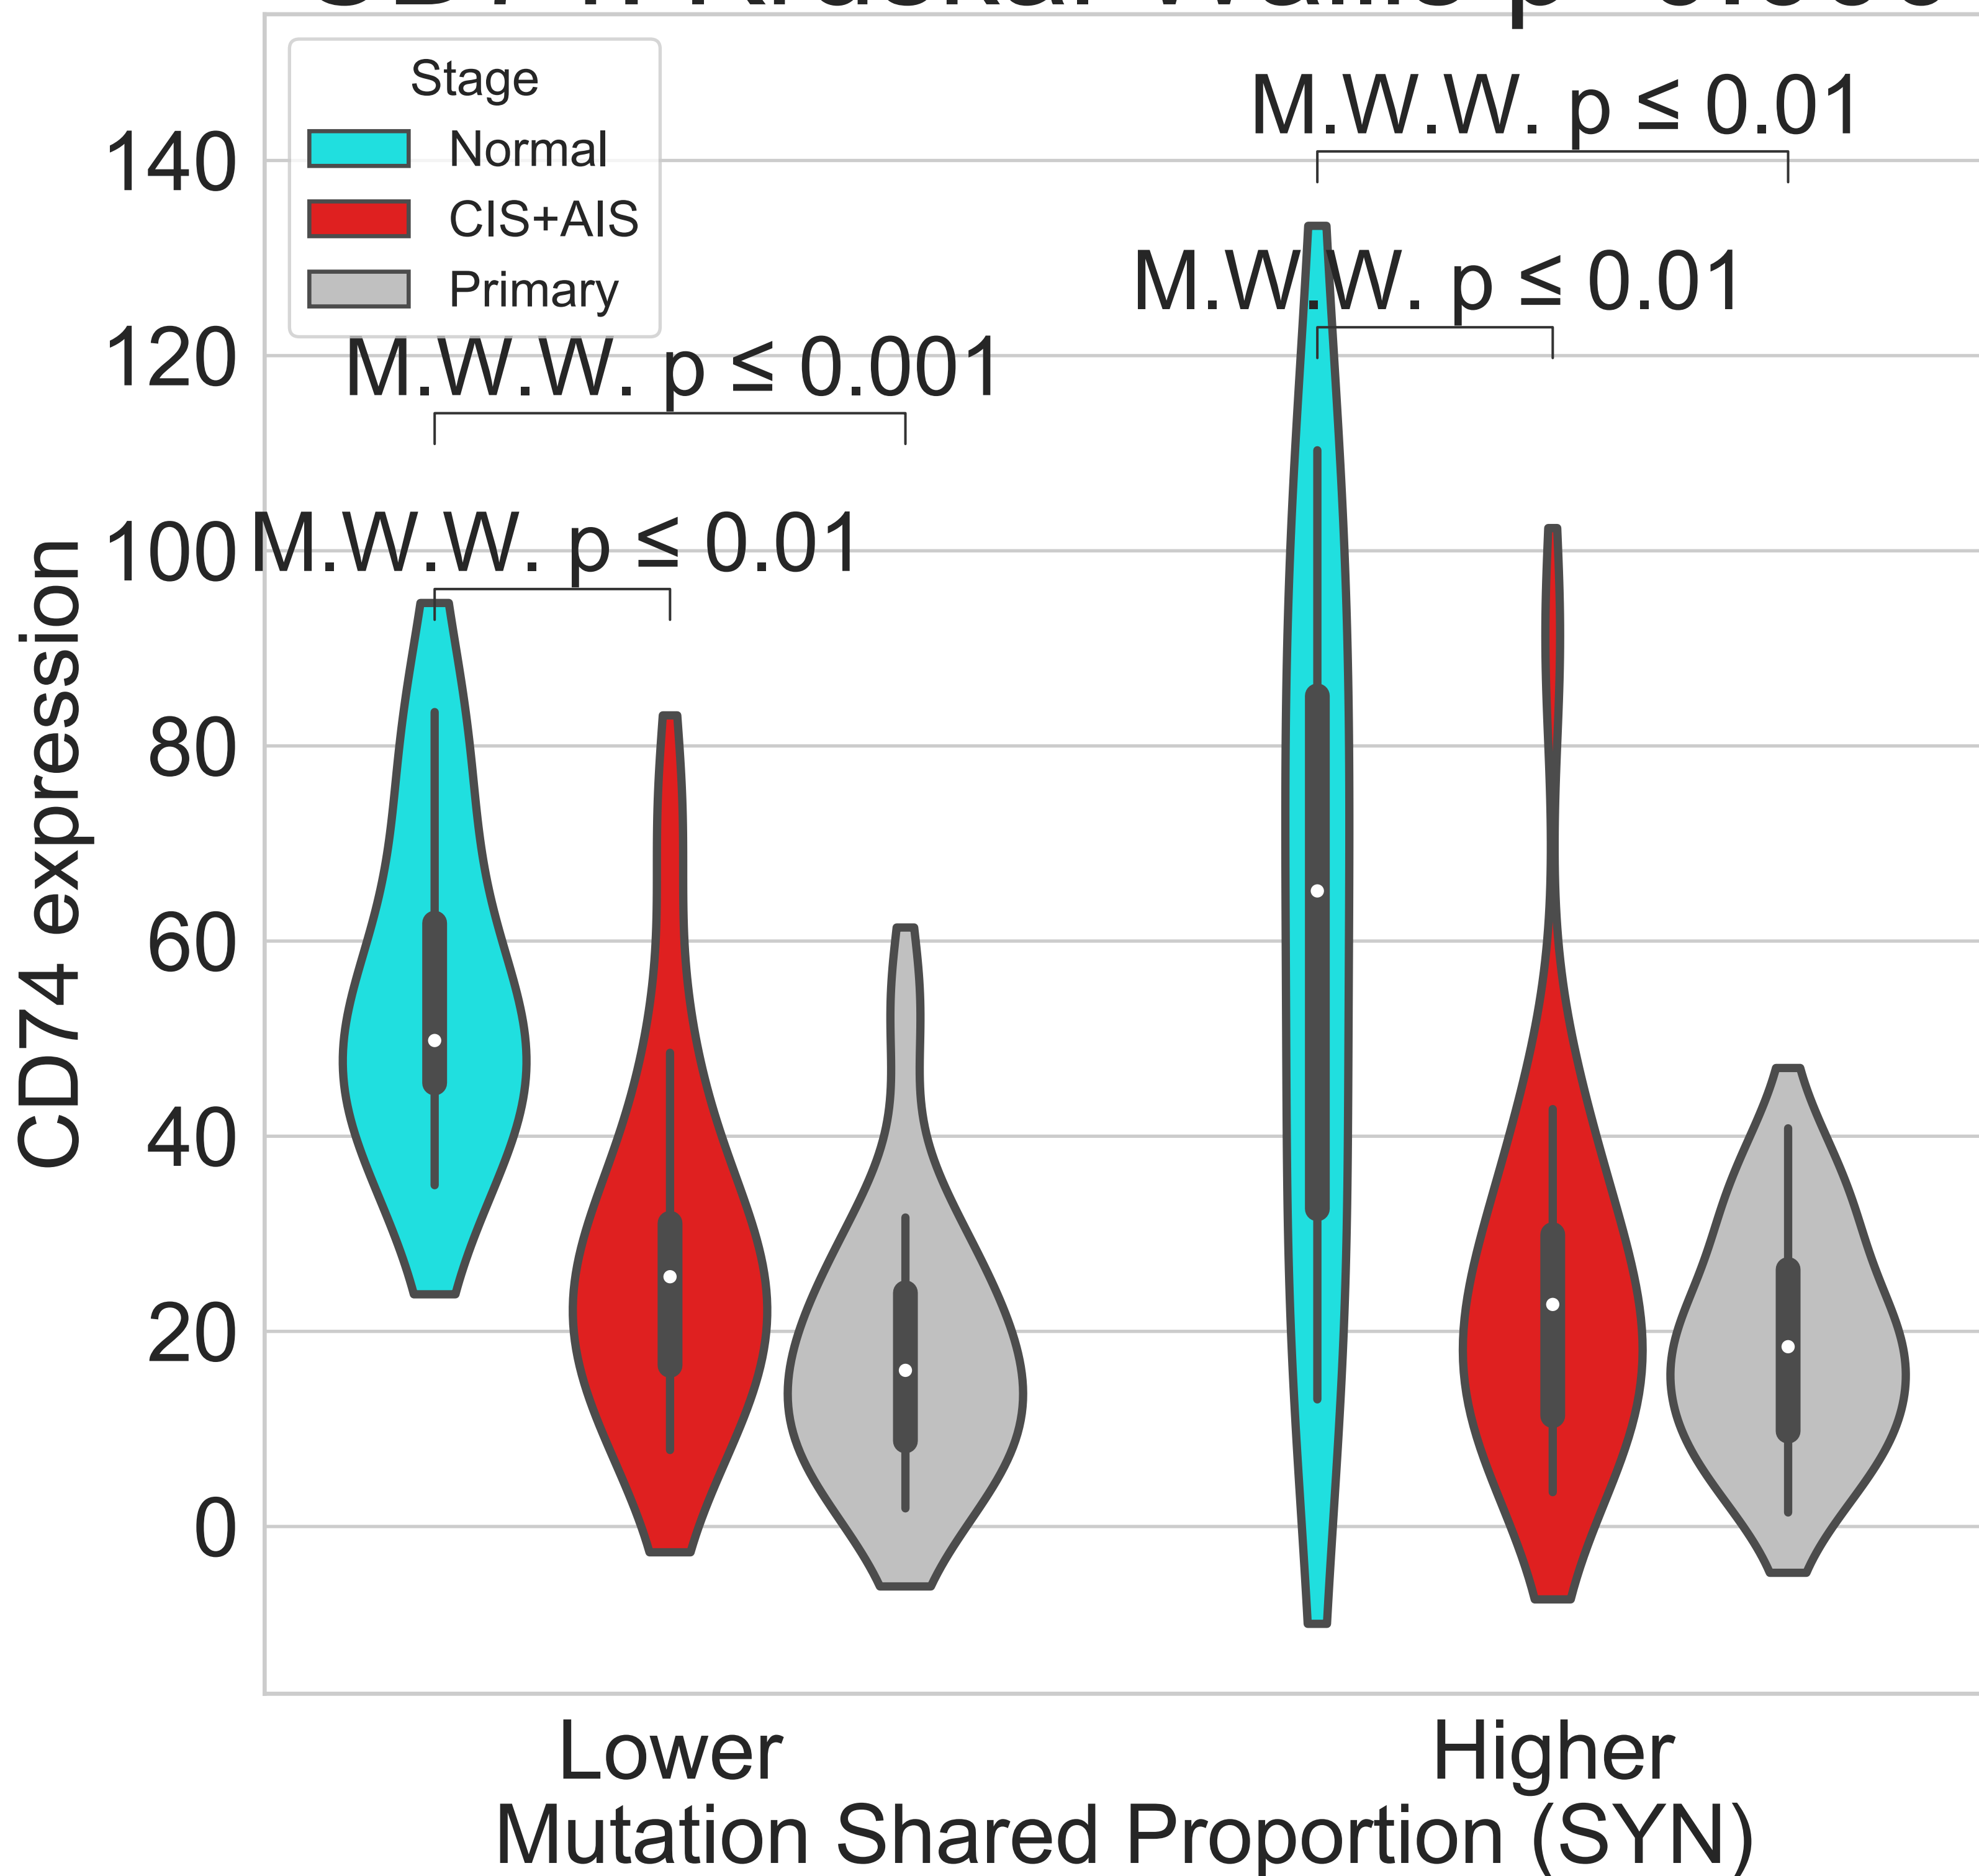 Stage
Normal
CIS+AIS
Primary
M.W.W. p ≤ 0.01
M.W.W. p ≤ 0.01
M.W.W. p ≤ 0.001
M.W.W. p ≤ 0.01
140
120
100
80
60
40
20
0
CD74 expression
Lower
Higher
Mutation Shared Proportion (SYN)